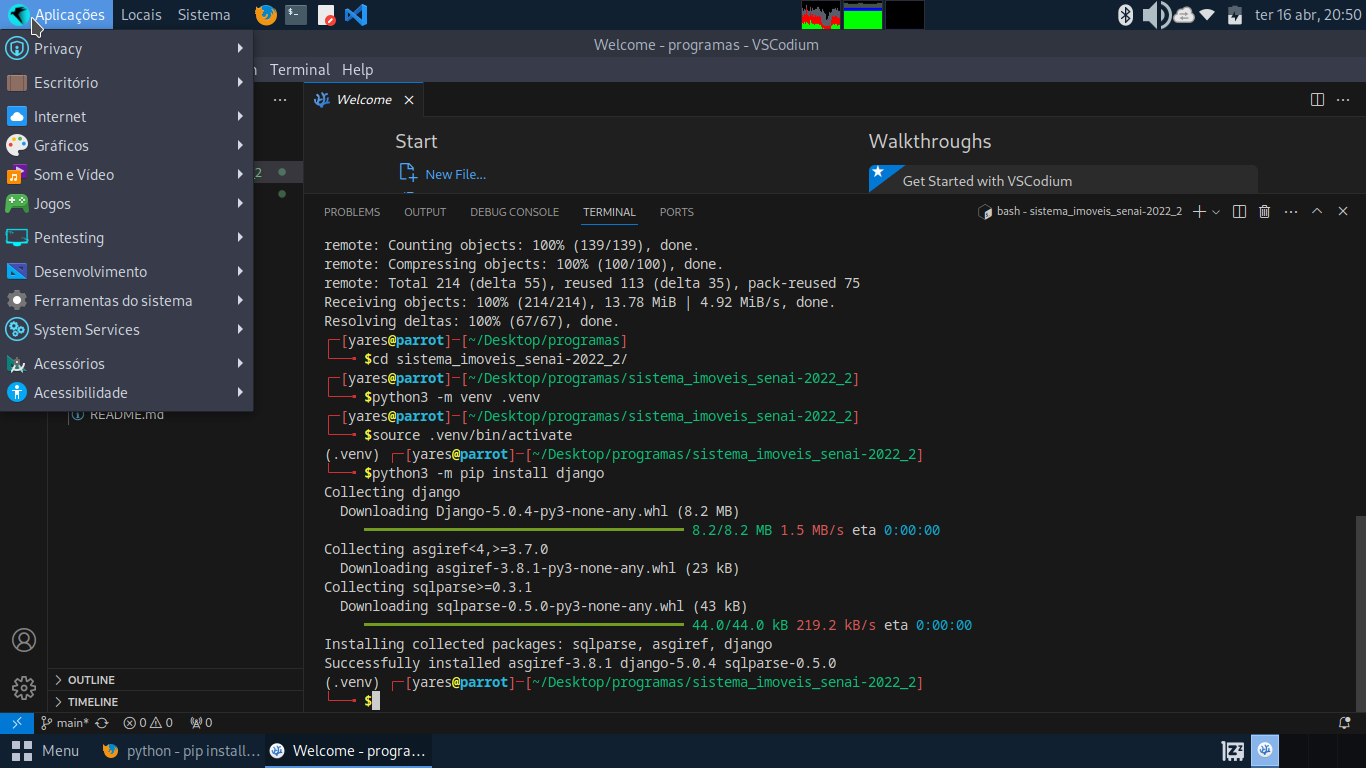 Aplicações Locais Sistema ter 16 abr, 20:50
Welcome - programas - VSCodium
Terminal Help
Privacy
Escritório
Internet
Gráficos
Som e Vídeo
Jogos
Pentesting
Desenvolvimento
Ferramentas do sistema
System Services
Acessórios
Acessibilidade
_2
README.md
OUTLINE
TIMELINE
Welcome
Start
New File...
Walkthroughs
Get Started with VSCodium
PROBLEMS OUTPUT DEBUG CONSOLE TERMINAL PORTS
bash - sistema_imoveis_senai-2022_2
remote: Counting objects: 100% (139/139), done.
remote: Compressing objects: 100% (100/100), done.
remote: Total 214 (delta 55), reused 113 (delta 35), pack-reused 75
Receiving objects: 100% (214/214), 13.78 MiB | 4.92 MiB/s, done.
Resolving deltas: 100% (67/67), done.
┌─[yares@parrot]─[~/Desktop/programas]
└──╼ $cd sistema_imoveis_senai-2022_2/
┌─[yares@parrot]─[~/Desktop/programas/sistema_imoveis_senai-2022_2]
└──╼ $python3 -m venv .venv
┌─[yares@parrot]─[~/Desktop/programas/sistema_imoveis_senai-2022_2]
└──╼ $source .venv/bin/activate
(.venv) ┌─[yares@parrot]─[~/Desktop/programas/sistema_imoveis_senai-2022_2]
└──╼ $python3 -m pip install django
Collecting django
Downloading Django-5.0.4-py3-none-any.whl (8.2 MB)
8.2/8.2 MB 1.5 MB/s eta 0:00:00
Collecting asgiref<4,>=3.7.0
Downloading asgiref-3.8.1-py3-none-any.whl (23 kB)
Collecting sqlparse>=0.3.1
Downloading sqlparse-0.5.0-py3-none-any.whl (43 kB)
44.0/44.0 kB 219.2 kB/s eta 0:00:00
Installing collected packages: sqlparse, asgiref, django
Successfully installed asgiref-3.8.1 django-5.0.4 sqlparse-0.5.0
(.venv) ┌─[yares@parrot]─[~/Desktop/programas/sistema_imoveis_senai-2022_2]
└──╼ $
main* 0 0 0
Menu python - pip install... Welcome - progra...